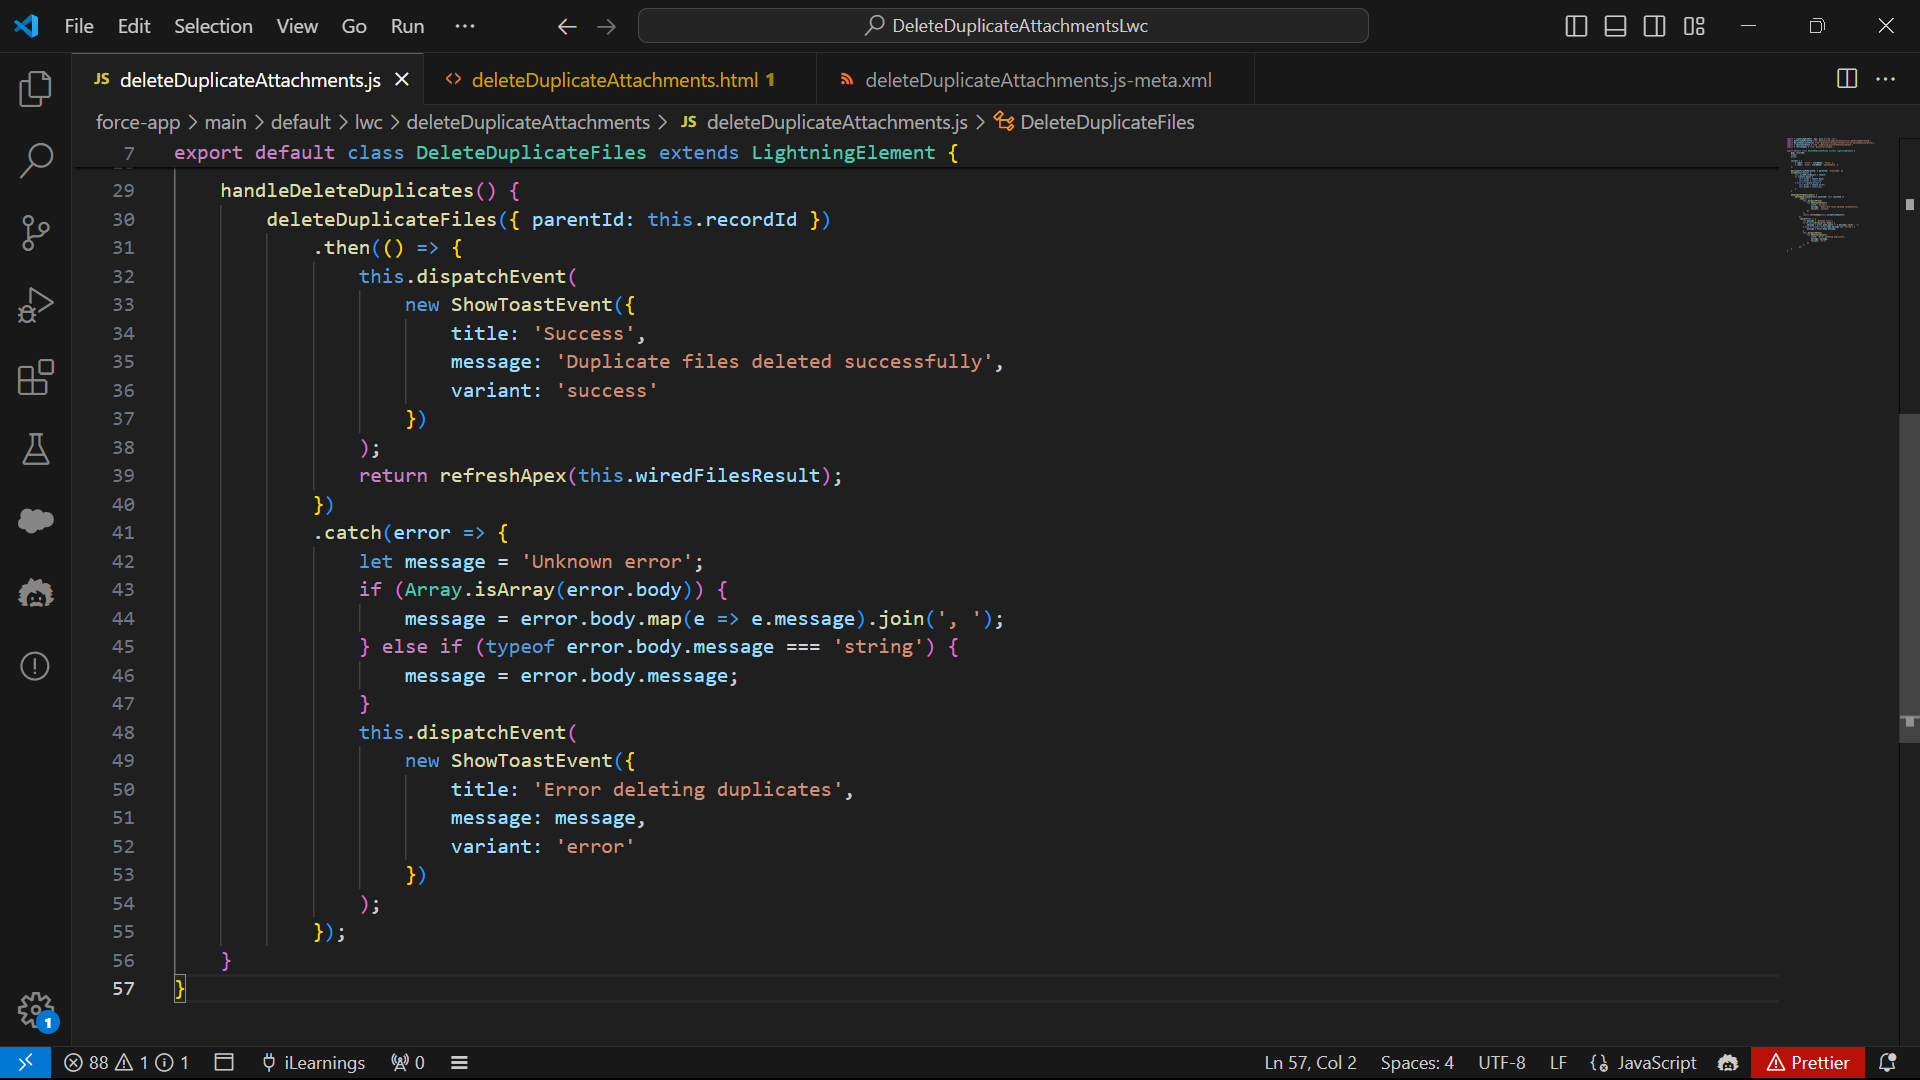 File Edit Selection View Go Run ··· DeleteDuplicateAttachmentsLwc
JS deleteDuplicateAttachments.js <> deleteDuplicateAttachments.html 1 deleteDuplicateAttachments.js-meta.xml
force-app > main > default > lwc > deleteDuplicateAttachments > JS deleteDuplicateAttachments.js > DeleteDuplicateFiles
7 export default class DeleteDuplicateFiles extends LightningElement {
29     handleDeleteDuplicates() {
30         deleteDuplicateFiles({ parentId: this.recordId })
31             .then(() => {
32                 this.dispatchEvent(
33                     new ShowToastEvent({
34                         title: 'Success',
35                         message: 'Duplicate files deleted successfully',
36                         variant: 'success'
37                     })
38                 );
39                 return refreshApex(this.wiredFilesResult);
40             })
41             .catch(error => {
42                 let message = 'Unknown error';
43                 if (Array.isArray(error.body)) {
44                     message = error.body.map(e => e.message).join(', ');
45                 } else if (typeof error.body.message === 'string') {
46                     message = error.body.message;
47                 }
48                 this.dispatchEvent(
49                     new ShowToastEvent({
50                         title: 'Error deleting duplicates',
51                         message: message,
52                         variant: 'error'
53                     })
54                 );
55             });
56     }
57 }
1
88 1 1 iLearnings 0 Ln 57, Col 2 Spaces: 4 UTF-8 LF JavaScript Prettier